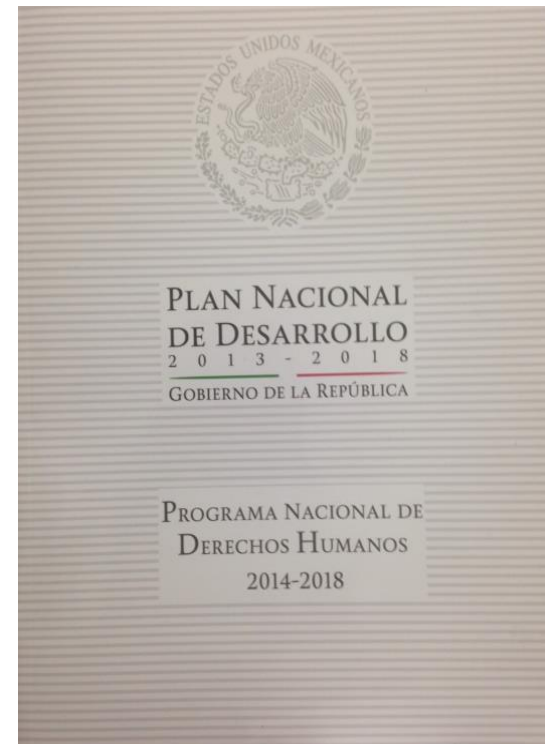 ESTADOS UNIDOS MEXICANOS
PLAN NACIONAL
DE DESARROLLO
2013-2018
GOBIERNO DE LA REPÚBLICA
PROGRAMA NACIONAL DE
DERECHOS HUMANOS
2014-2018